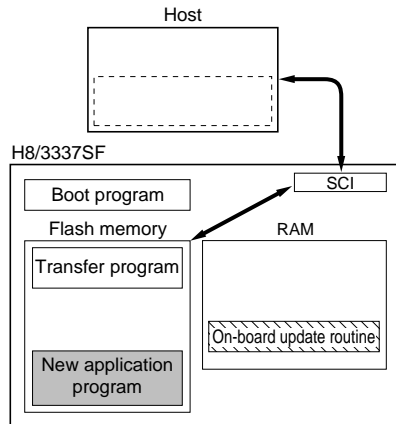 Host
H8/3337SF
SCI
Boot program
Flash memory
RAM
Transfer program
On-board update routine
New application
program